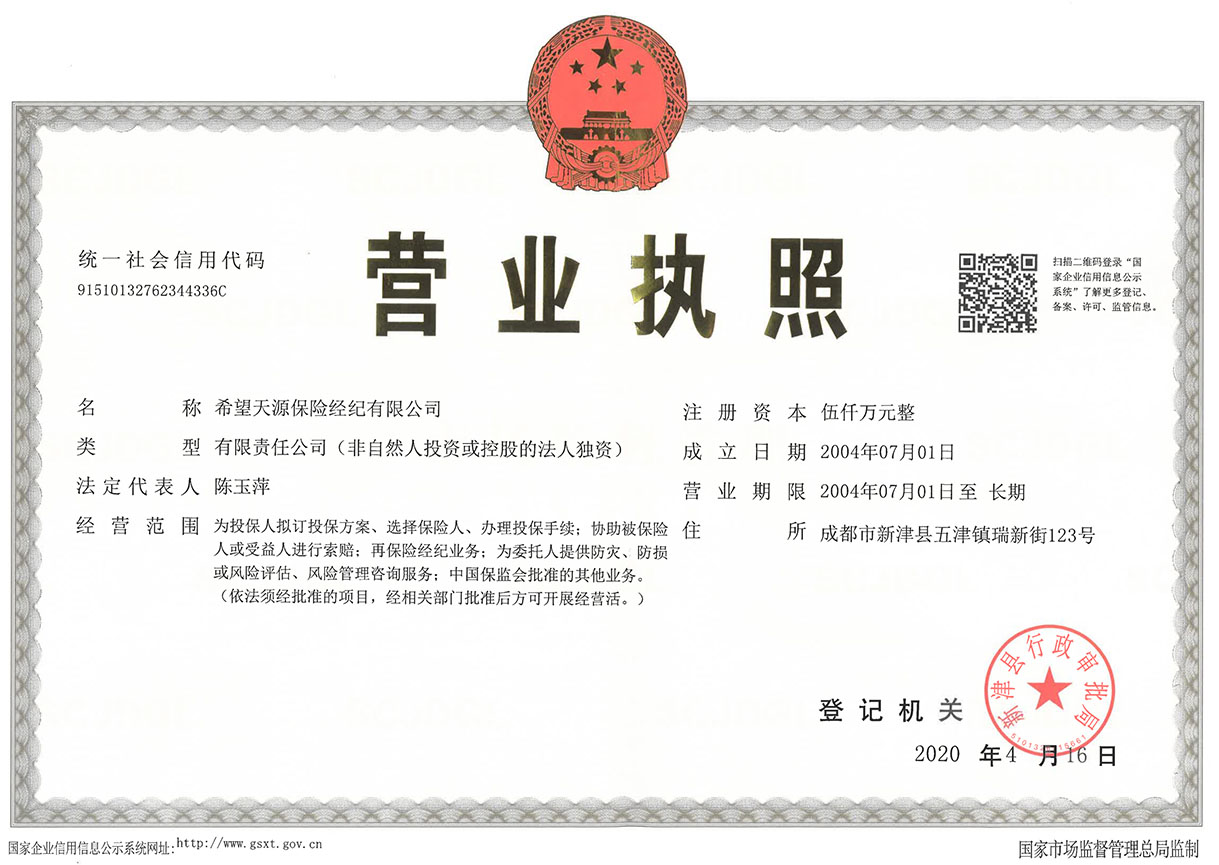 营业执照
统一社会信用代码
91510132762344336C
扫描二维码登录“国
家企业信用信息公示
系统”了解更多登记、
备案、许可、监管信息。
名称 希望天源保险经纪有限公司
类型 有限责任公司（非自然人投资或控股的法人独资）
法定代表人 陈玉萍
经营范围 为投保人拟订投保方案、选择保险人、办理投保手续；协助被保险
人或受益人进行索赔；再保险经纪业务；为委托人提供防灾、防损
或风险评估、风险管理咨询服务；中国保监会批准的其他业务。
（依法须经批准的项目，经相关部门批准后方可开展经营活。）
注册资本 伍仟万元整
成立日期 2004年07月01日
营业期限 2004年07月01日至 长期
住所 成都市新津县五津镇瑞新街123号
登记机关
新津县行政审批局
2020 年4 月16日
国家企业信用信息公示系统网址:http://www.gsxt.gov.cn
国家市场监督管理总局监制